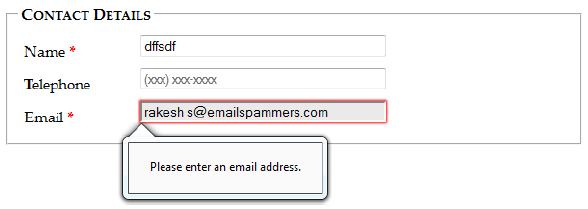 Contact Details
Name * dffsdf
Telephone (xxx) xxx-xxxx
Email * rakesh s@emailspammers.com
Please enter an email address.